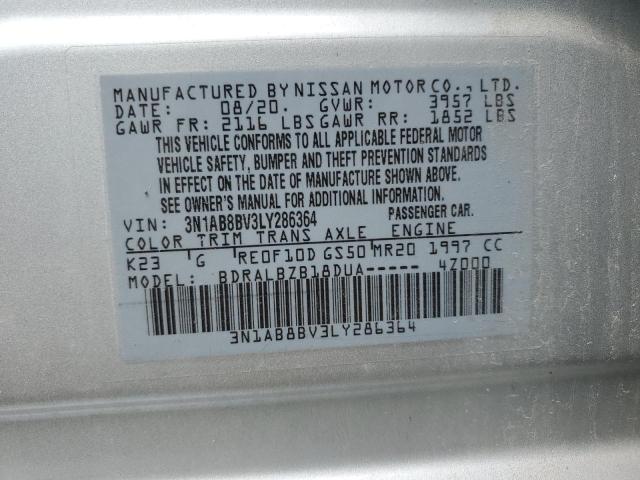 MANUFACTURED BY NISSAN MOTOR CO., LTD.
DATE: 08/20. GVWR: 3957 LBS
GAWR FR: 2116 LBS GAWR RR: 1852 LBS
THIS VEHICLE CONFORMS TO ALL APPLICABLE FEDERAL MOTOR
VEHICLE SAFETY, BUMPER AND THEFT PREVENTION STANDARDS
IN EFFECT ON THE DATE OF MANUFACTURE SHOWN ABOVE.
SEE OWNER'S MANUAL FOR ADDITIONAL INFORMATION.
VIN: 3N1AB8BV3LY286364 PASSENGER CAR.
COLOR TRIM TRANS AXLE ENGINE
K23 G RE0F10D GS50 MR20 1997 CC
MODEL: BDRALBZB18DUA----- 4Z000
3N1AB8BV3LY286364